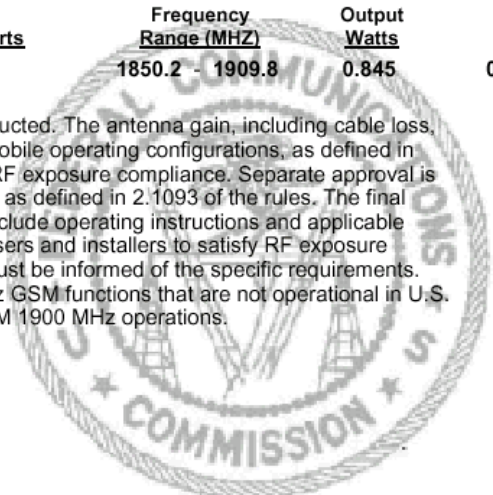 Frequency Output
rts Range (MHZ) Watts
1850.2 - 1909.8 0.845 0
ucted. The antenna gain, including cable loss,
obile operating configurations, as defined in
RF exposure compliance. Separate approval is
as defined in 2.1093 of the rules. The final
clude operating instructions and applicable
sers and installers to satisfy RF exposure
ust be informed of the specific requirements.
z GSM functions that are not operational in U.S.
M 1900 MHz operations.
COMMUNICATIONS
COMMISSION